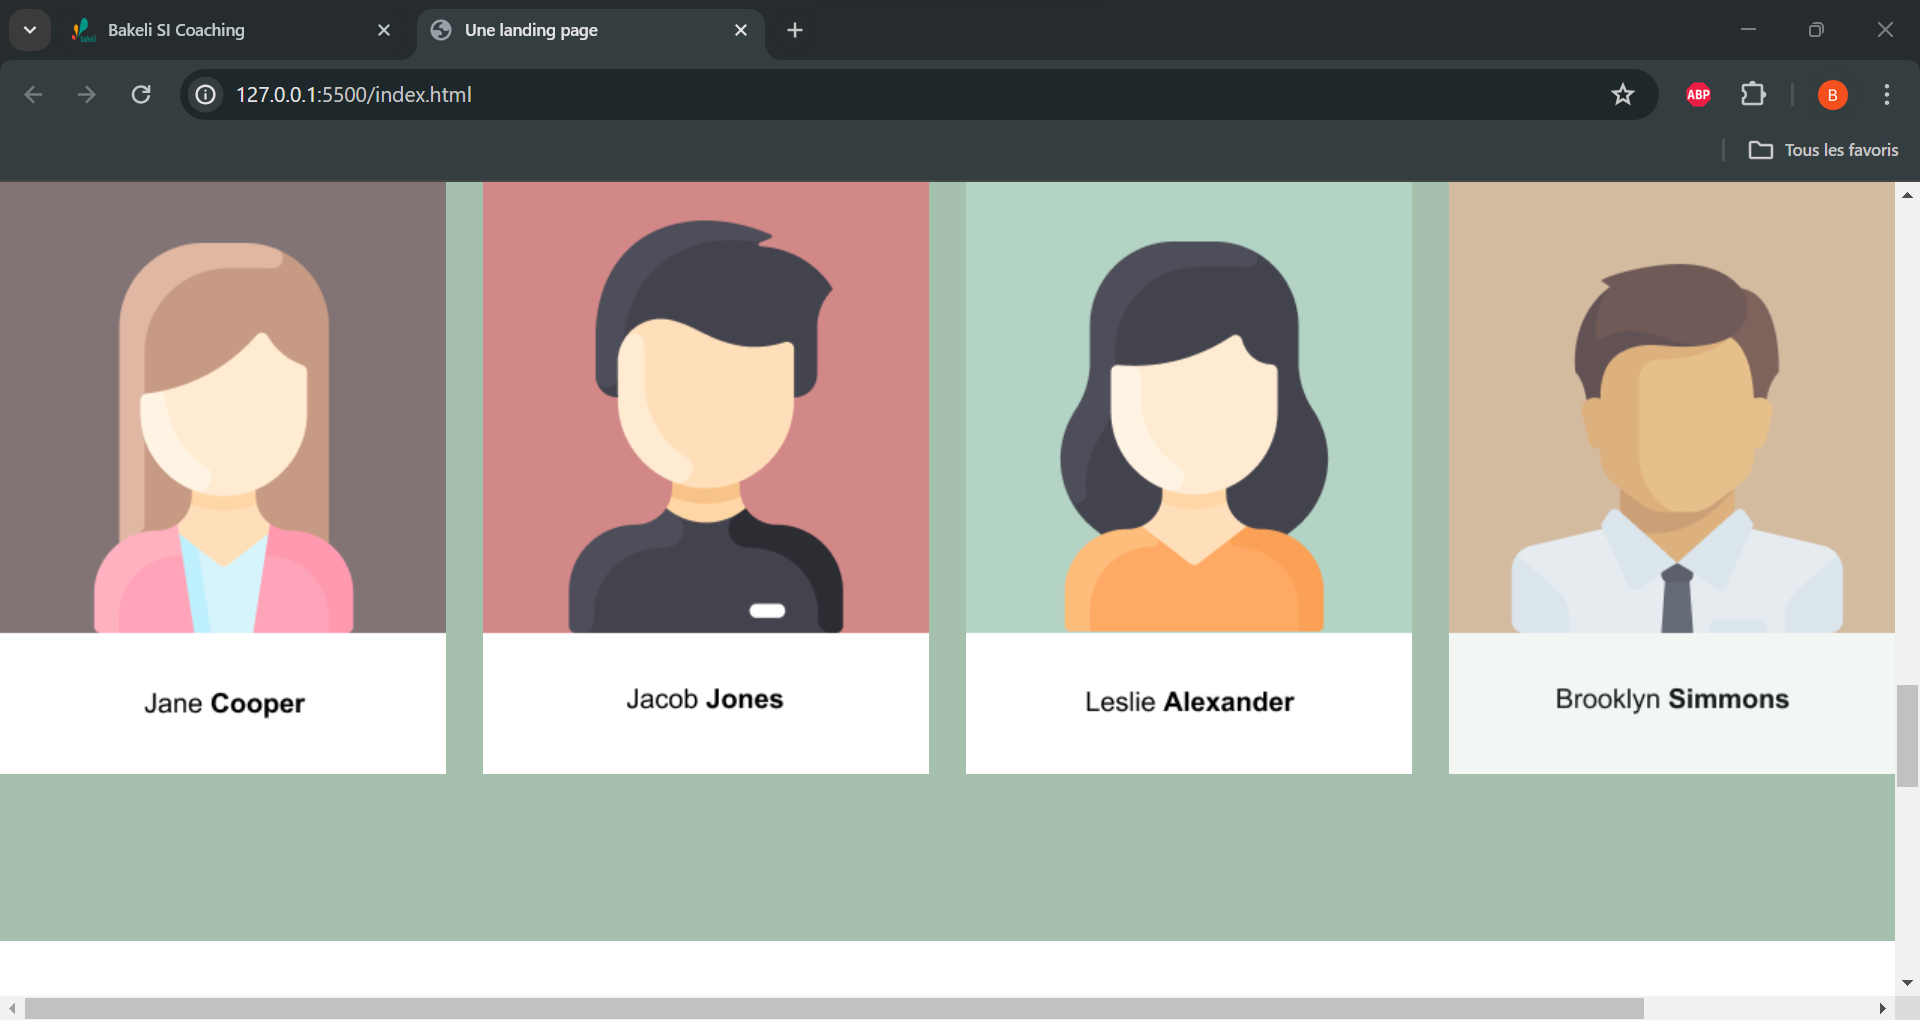 Bakeli SI Coaching
Une landing page
127.0.0.1:5500/index.html
ABP
B
Tous les favoris
Jane Cooper
Jacob Jones
Leslie Alexander
Brooklyn Simmons